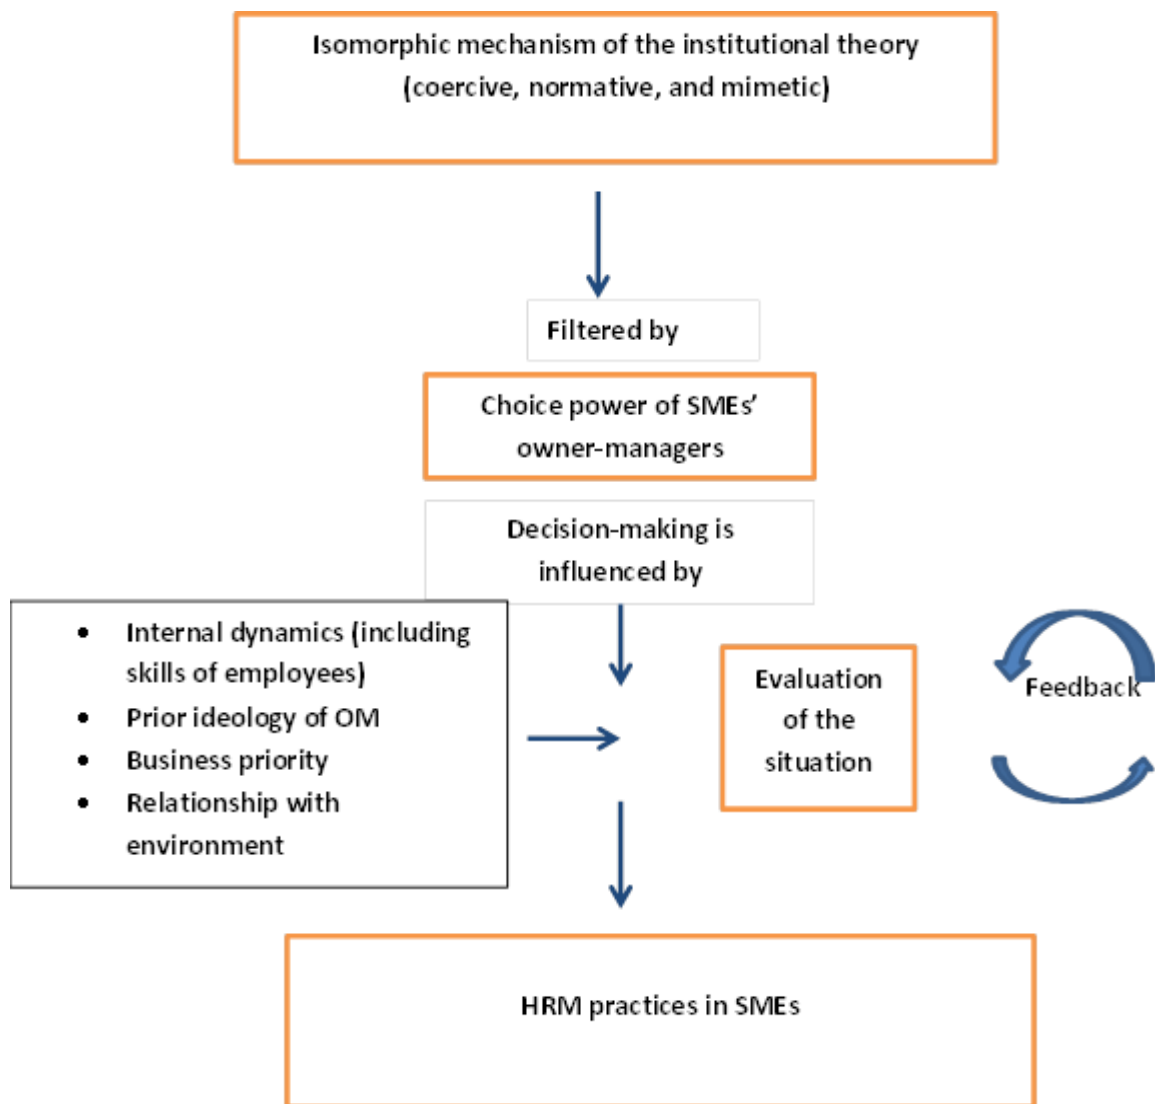 Isomorphic mechanism of the institutional theory
(coercive, normative, and mimetic)
Filtered by
Choice power of SMEs’
owner-managers
Decision-making is
influenced by
• Internal dynamics (including
skills of employees)
• Prior ideology of OM
• Business priority
• Relationship with
environment
Evaluation
of the
situation
Feedback
HRM practices in SMEs